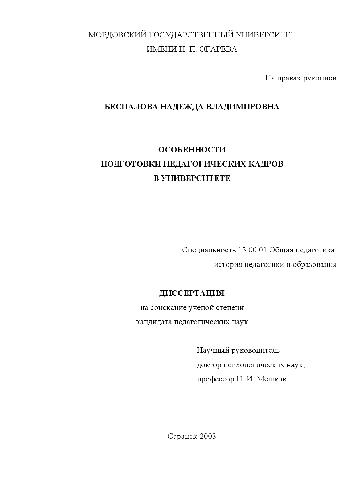 МОРДОВСКИЙ ГОСУДАРСТВЕННЫЙ УНИВЕРСИТЕТ
ИМЕНИ Н. П. ОГАРЕВА
На правах рукописи
БЕСПАЛОВА НАДЕЖДА ВЛАДИМИРОВНА
ОСОБЕННОСТИ
ПОДГОТОВКИ ПЕДАГОГИЧЕСКИХ КАДРОВ
В УНИВЕРСИТЕТЕ
Специальность 13.00.01 Общая педагогика,
история педагогики и образования
ДИССЕРТАЦИЯ
на соискание ученой степени
кандидата педагогических наук
Научный руководитель:
доктор психологических наук,
профессор Н. И.
Саранск 2003